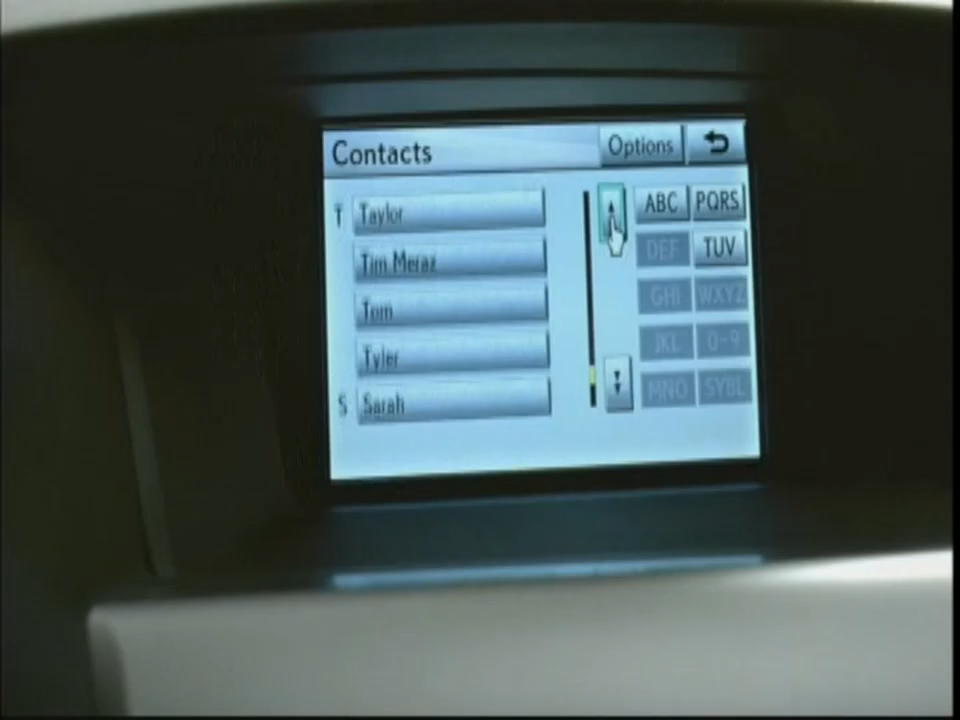 Contacts Options
T Taylor ABC PQRS
Tim Meraz DEF TUV
Tom GHI WXYZ
Tyler JKL 0-9
S Sarah MNO SYBL